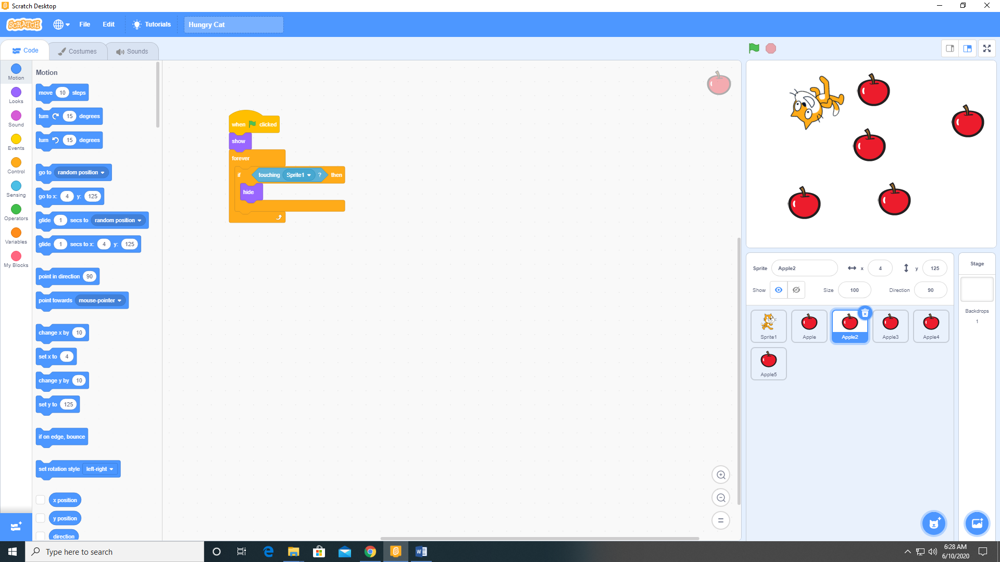 Scratch Desktop
SCRATCH File Edit Tutorials Hungry Cat
Code Costumes Sounds
Motion
Looks
Sound
Events
Control
Sensing
Operators
Variables
My Blocks
Motion
move 10 steps
turn 15 degrees
turn 15 degrees
go to random position
go to x: 4 y: 125
glide 1 secs to random position
glide 1 secs to x: 4 y: 125
point in direction 90
point towards mouse-pointer
change x by 10
set x to 4
change y by 10
set y to 125
if on edge, bounce
set rotation style left-right
x position
y position
direction
when clicked
show
forever
if touching Sprite1 ? then
hide
Sprite Apple2 x 4 y 125
Show Size 100 Direction 90
Sprite1 Apple Apple2 Apple3 Apple4
Apple5
Stage
Backdrops
1
Type here to search
6:28 AM
6/10/2020